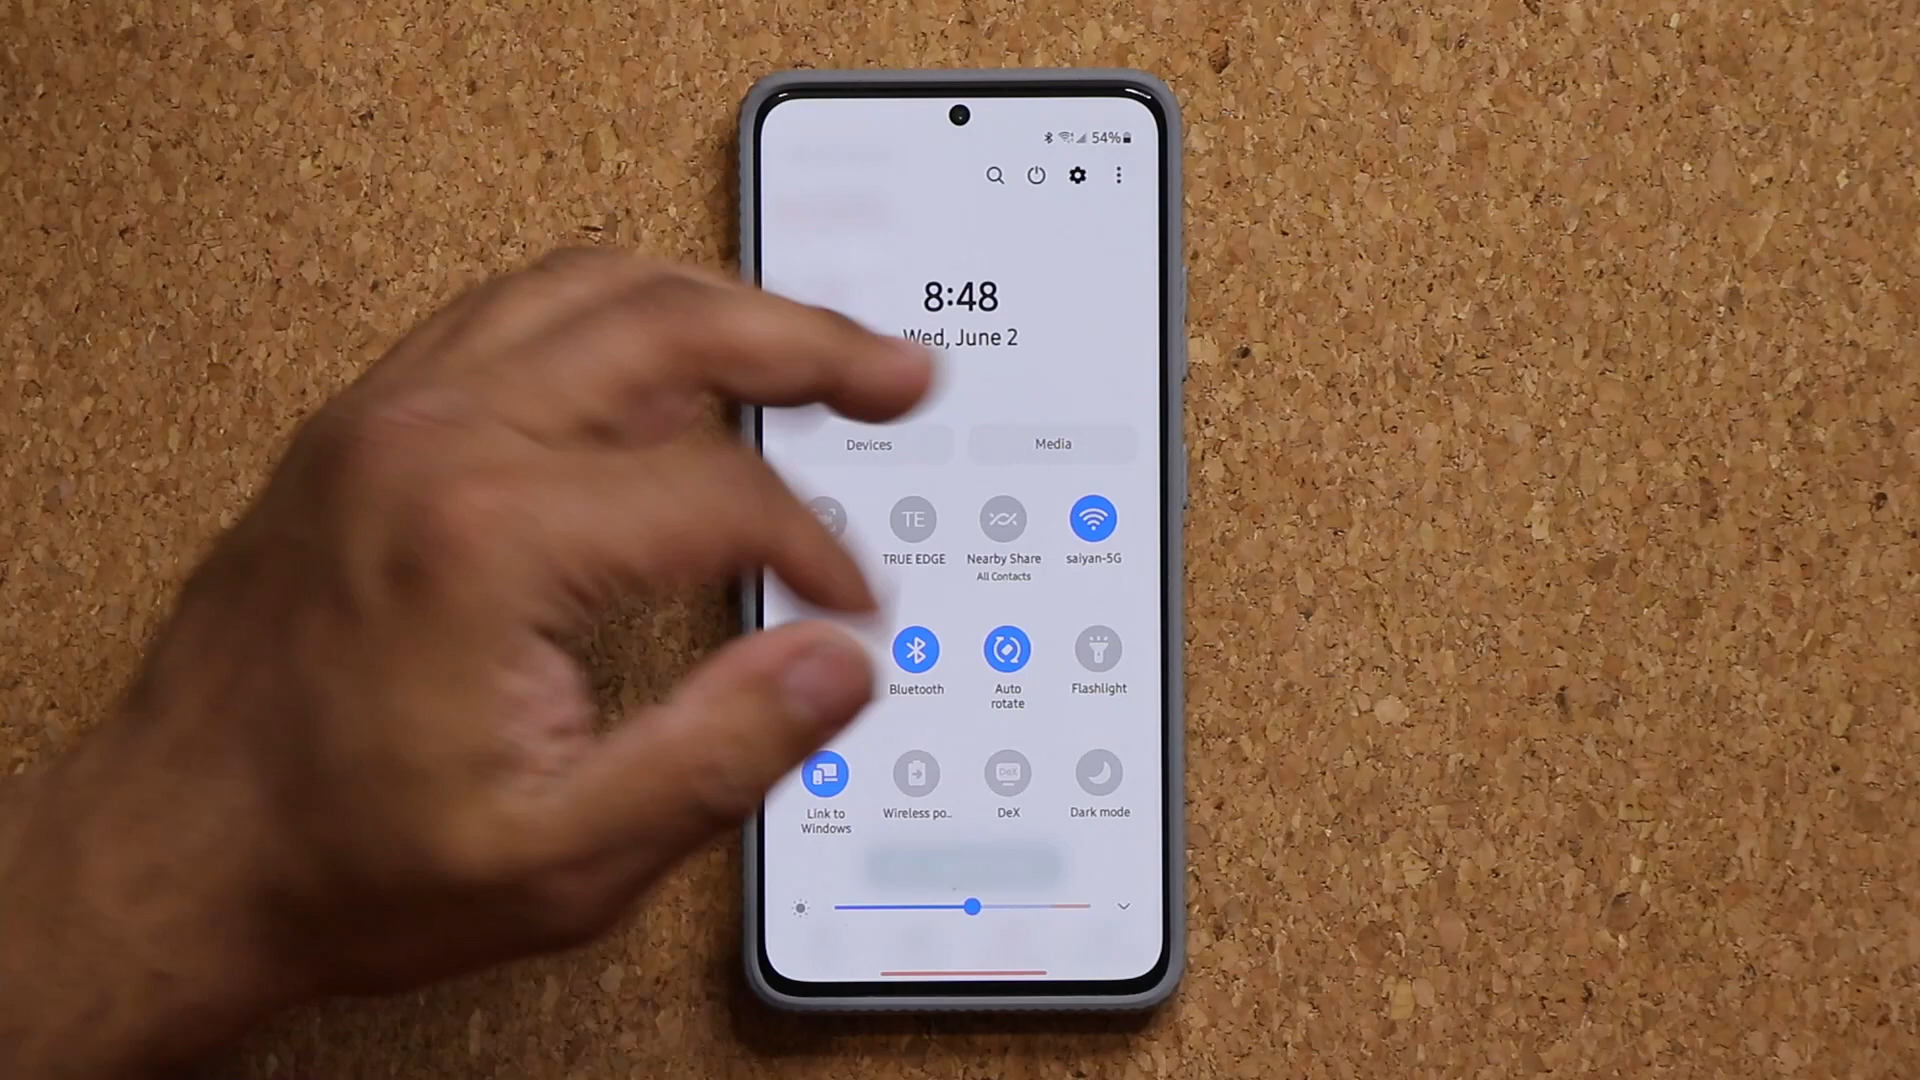 54%
8:48
Wed, June 2
Devices
Media
TE
TRUE EDGE
Nearby Share
All Contacts
saiyan-5G
Bluetooth
Auto
rotate
Flashlight
Link to
Windows
Wireless po..
DeX
DeX
Dark mode